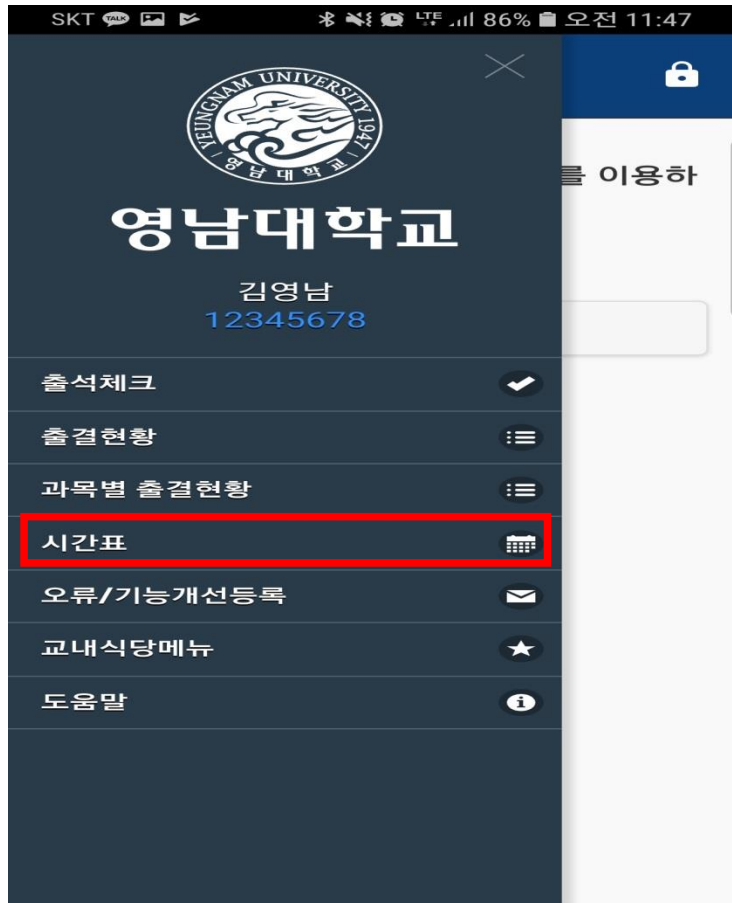 SKT TALK LTE 86% 오전 11:47
YEUNGNAM UNIVERSITY 1947
영남대학교
영남대학교
를 이용하
김영남
12345678
출석체크
출결현황
과목별 출결현황
시간표
오류/기능개선등록
교내식당메뉴
도움말